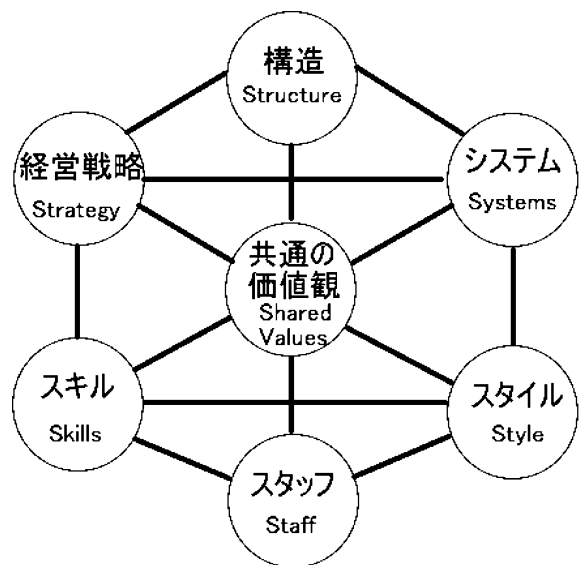 構造
Structure
経営戦略
Strategy
システム
Systems
共通の
価値観
Shared
Values
スキル
Skills
スタイル
Style
スタッフ
Staff